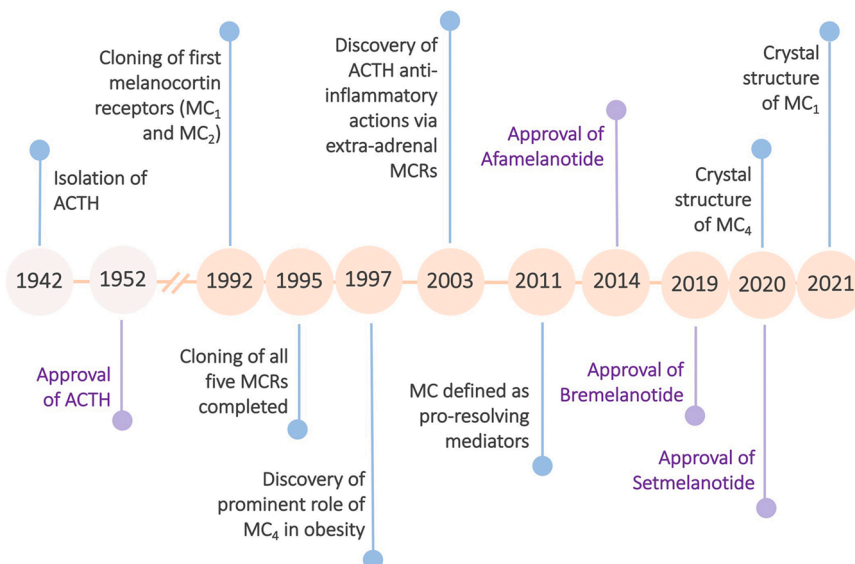 Cloning of first
melanocortin
receptors (MC₁
and MC₂)
Discovery of
ACTH anti-
inflammatory
actions via
extra-adrenal
MCRs
Crystal
structure
of MC₁
Approval of
Afamelanotide
Isolation of
ACTH
Crystal
structure
of MC₄
1942 1952 1992 1995 1997 2003 2011 2014 2019 2020 2021
Approval
of ACTH
Cloning of all
five MCRs
completed
MC defined as
pro-resolving
mediators
Approval of
Bremelanotide
Discovery of
prominent role of
MC₄ in obesity
Approval of
Setmelanotide